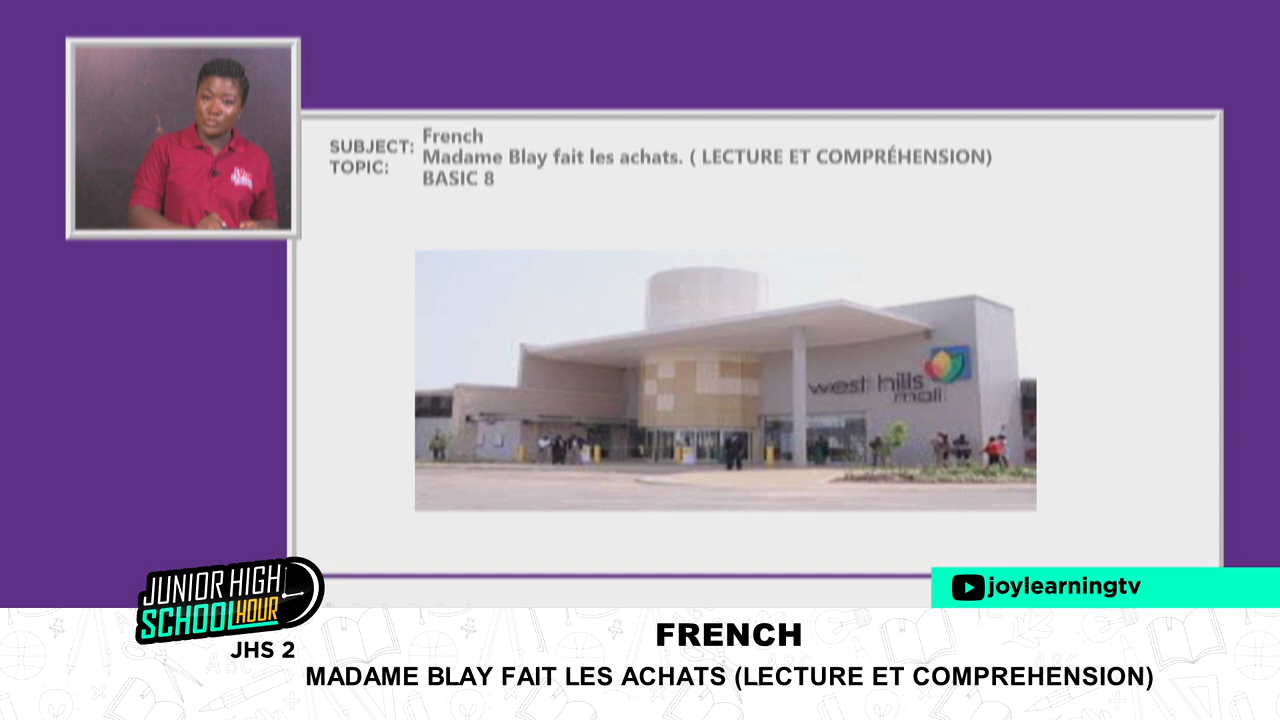 SUBJECT: French
TOPIC: Madame Blay fait les achats. ( LECTURE ET COMPRÉHENSION)
BASIC 8
west hills
mall
JUNIOR HIGH
SCHOOL HOUR
JHS 2
joylearningtv
FRENCH
MADAME BLAY FAIT LES ACHATS (LECTURE ET COMPREHENSION)